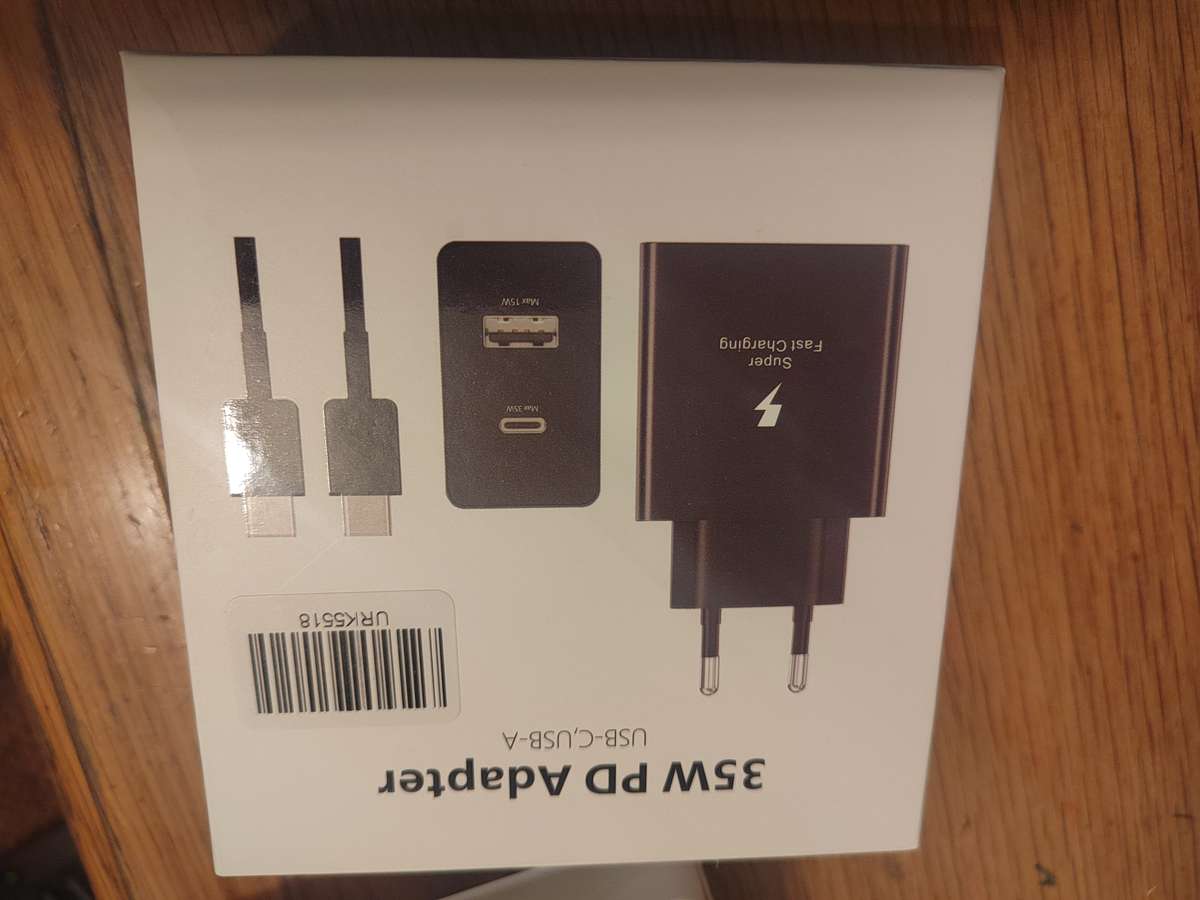 35W PD Adapter
USB-C,USB-A
URK5518
Super
Fast Charging
Max 35W
Max 15W